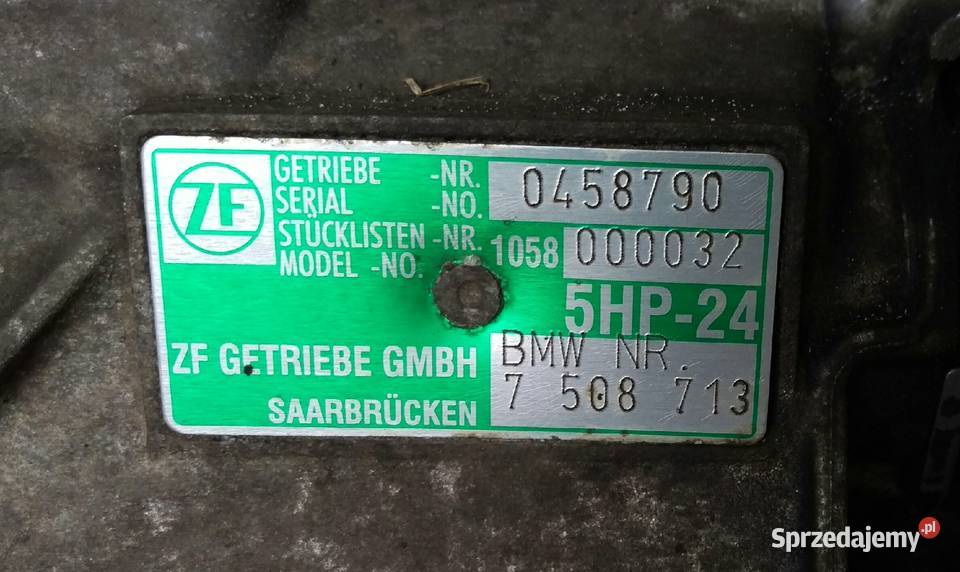 ZF
GETRIEBE -NR. 0458790
SERIAL -NO.
STÜCKLISTEN -NR. 1058 000032
MODEL -NO.
5HP-24
ZF GETRIEBE GMBH
SAARBRÜCKEN
BMW NR.
7 508 713
Sprzedajemy.pl